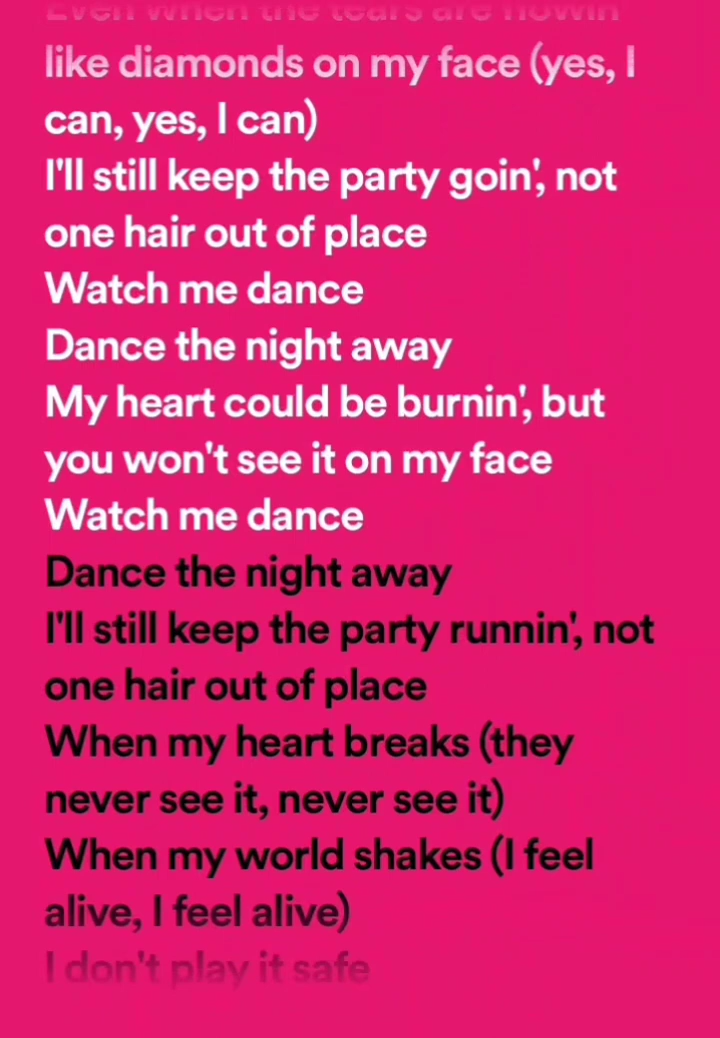 Even when the tears are flowin'
like diamonds on my face (yes, I
can, yes, I can)
I'll still keep the party goin', not
one hair out of place
Watch me dance
Dance the night away
My heart could be burnin', but
you won't see it on my face
Watch me dance
Dance the night away
I'll still keep the party runnin', not
one hair out of place
When my heart breaks (they
never see it, never see it)
When my world shakes (I feel
alive, I feel alive)
I don't play it safe